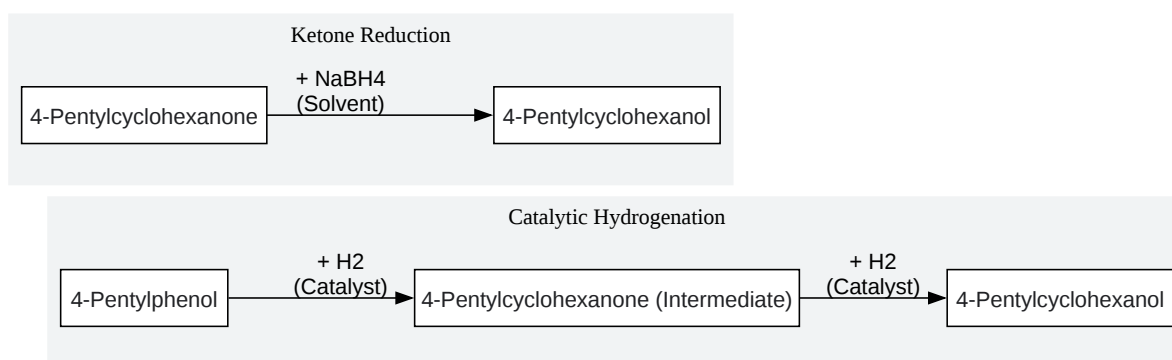 Ketone Reduction
+ NaBH4
(Solvent)
4-Pentylcyclohexanone
4-Pentylcyclohexanol
Catalytic Hydrogenation
+ H2
(Catalyst)
+ H2
(Catalyst)
4-Pentylphenol
4-Pentylcyclohexanone (Intermediate)
4-Pentylcyclohexanol